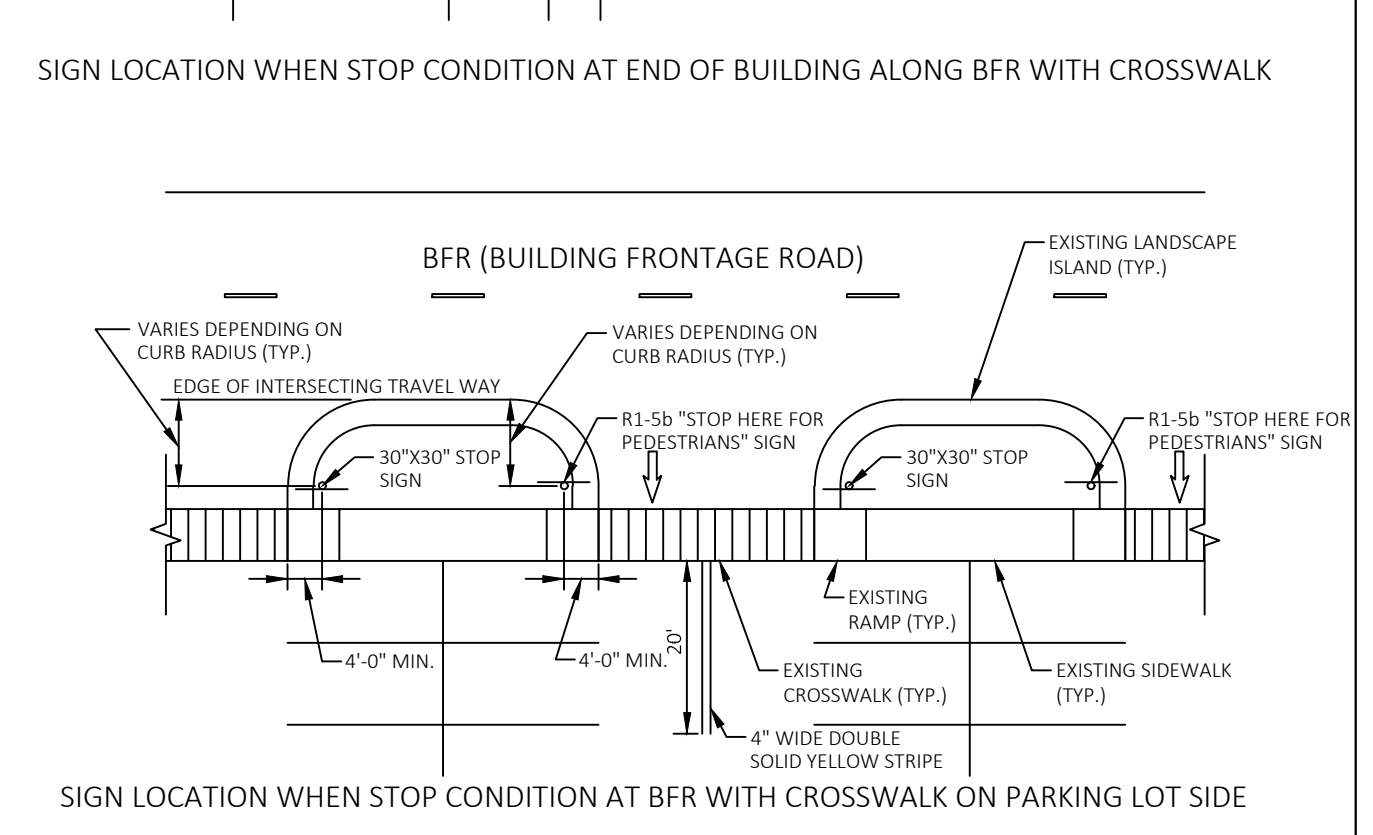 SIGN LOCATION WHEN STOP CONDITION AT END OF BUILDING ALONG BFR WITH CROSSWALK
BFR (BUILDING FRONTAGE ROAD)
EXISTING LANDSCAPE
ISLAND (TYP.)
VARIES DEPENDING ON
CURB RADIUS (TYP.)
VARIES DEPENDING ON
CURB RADIUS (TYP.)
EDGE OF INTERSECTING TRAVEL WAY
R1-5b "STOP HERE FOR
PEDESTRIANS" SIGN
R1-5b "STOP HERE FOR
PEDESTRIANS" SIGN
30"X30" STOP
SIGN
30"X30" STOP
SIGN
EXISTING
RAMP (TYP.)
4'-0" MIN.
4'-0" MIN.
20'
EXISTING
CROSSWALK (TYP.)
EXISTING SIDEWALK
(TYP.)
4" WIDE DOUBLE
SOLID YELLOW STRIPE
SIGN LOCATION WHEN STOP CONDITION AT BFR WITH CROSSWALK ON PARKING LOT SIDE